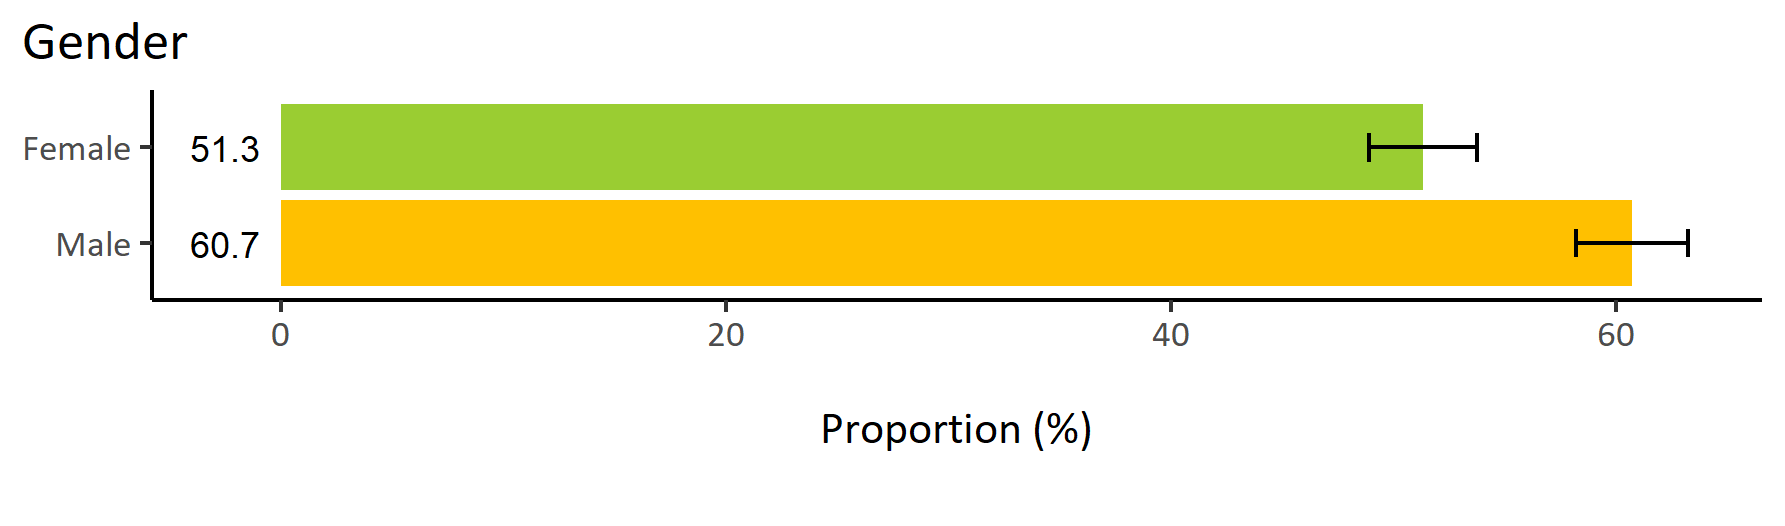 Gender
Female 51.3
Male 60.7
0 20 40 60
Proportion (%)